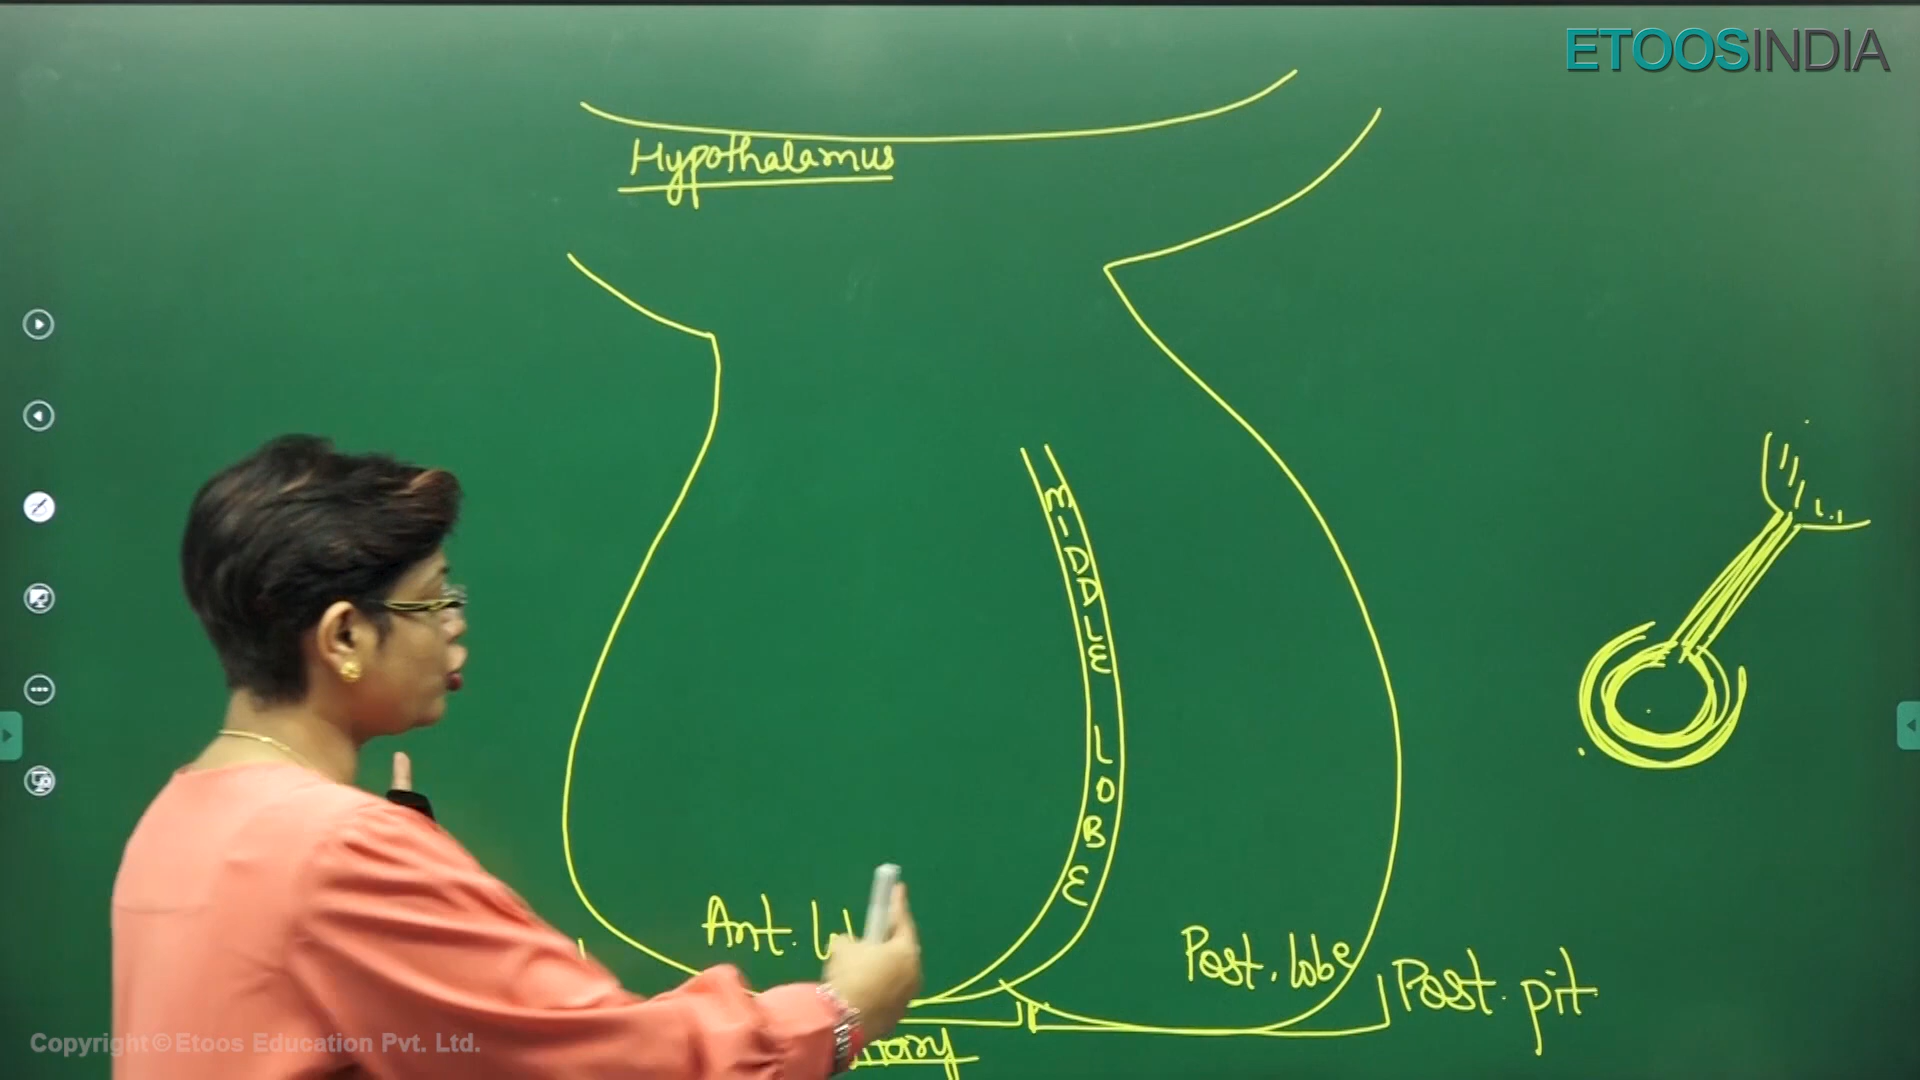 ETOOSINDIA
Hypothalamus
MIDDLE LOBE
Ant.
Post. lobe
Post. pit
Copyright © Etoos Education Pvt. Ltd.